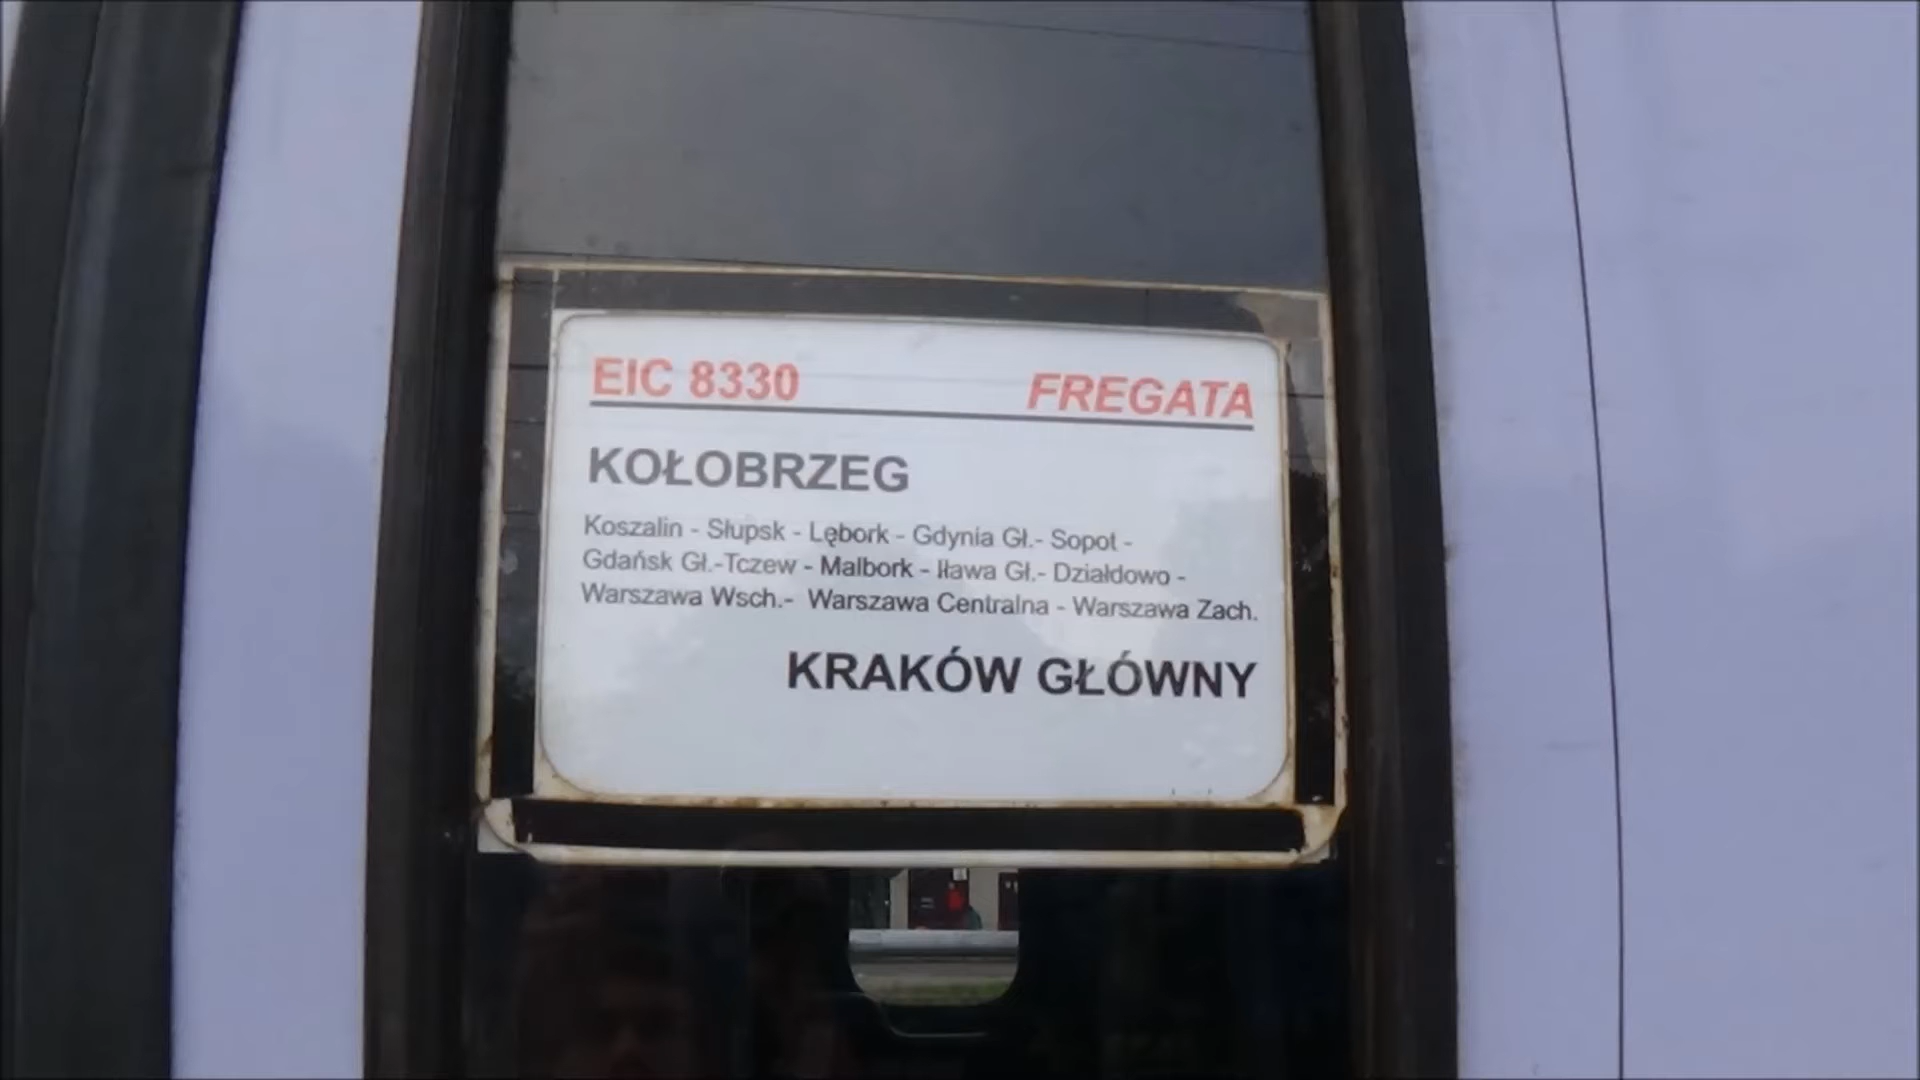 EIC 8330 FREGATA
KOŁOBRZEG
Koszalin - Słupsk - Lębork - Gdynia Gł.- Sopot -
Gdańsk Gł.-Tczew - Malbork - Iława Gł.- Działdowo -
Warszawa Wsch.- Warszawa Centralna - Warszawa Zach.
KRAKÓW GŁÓWNY